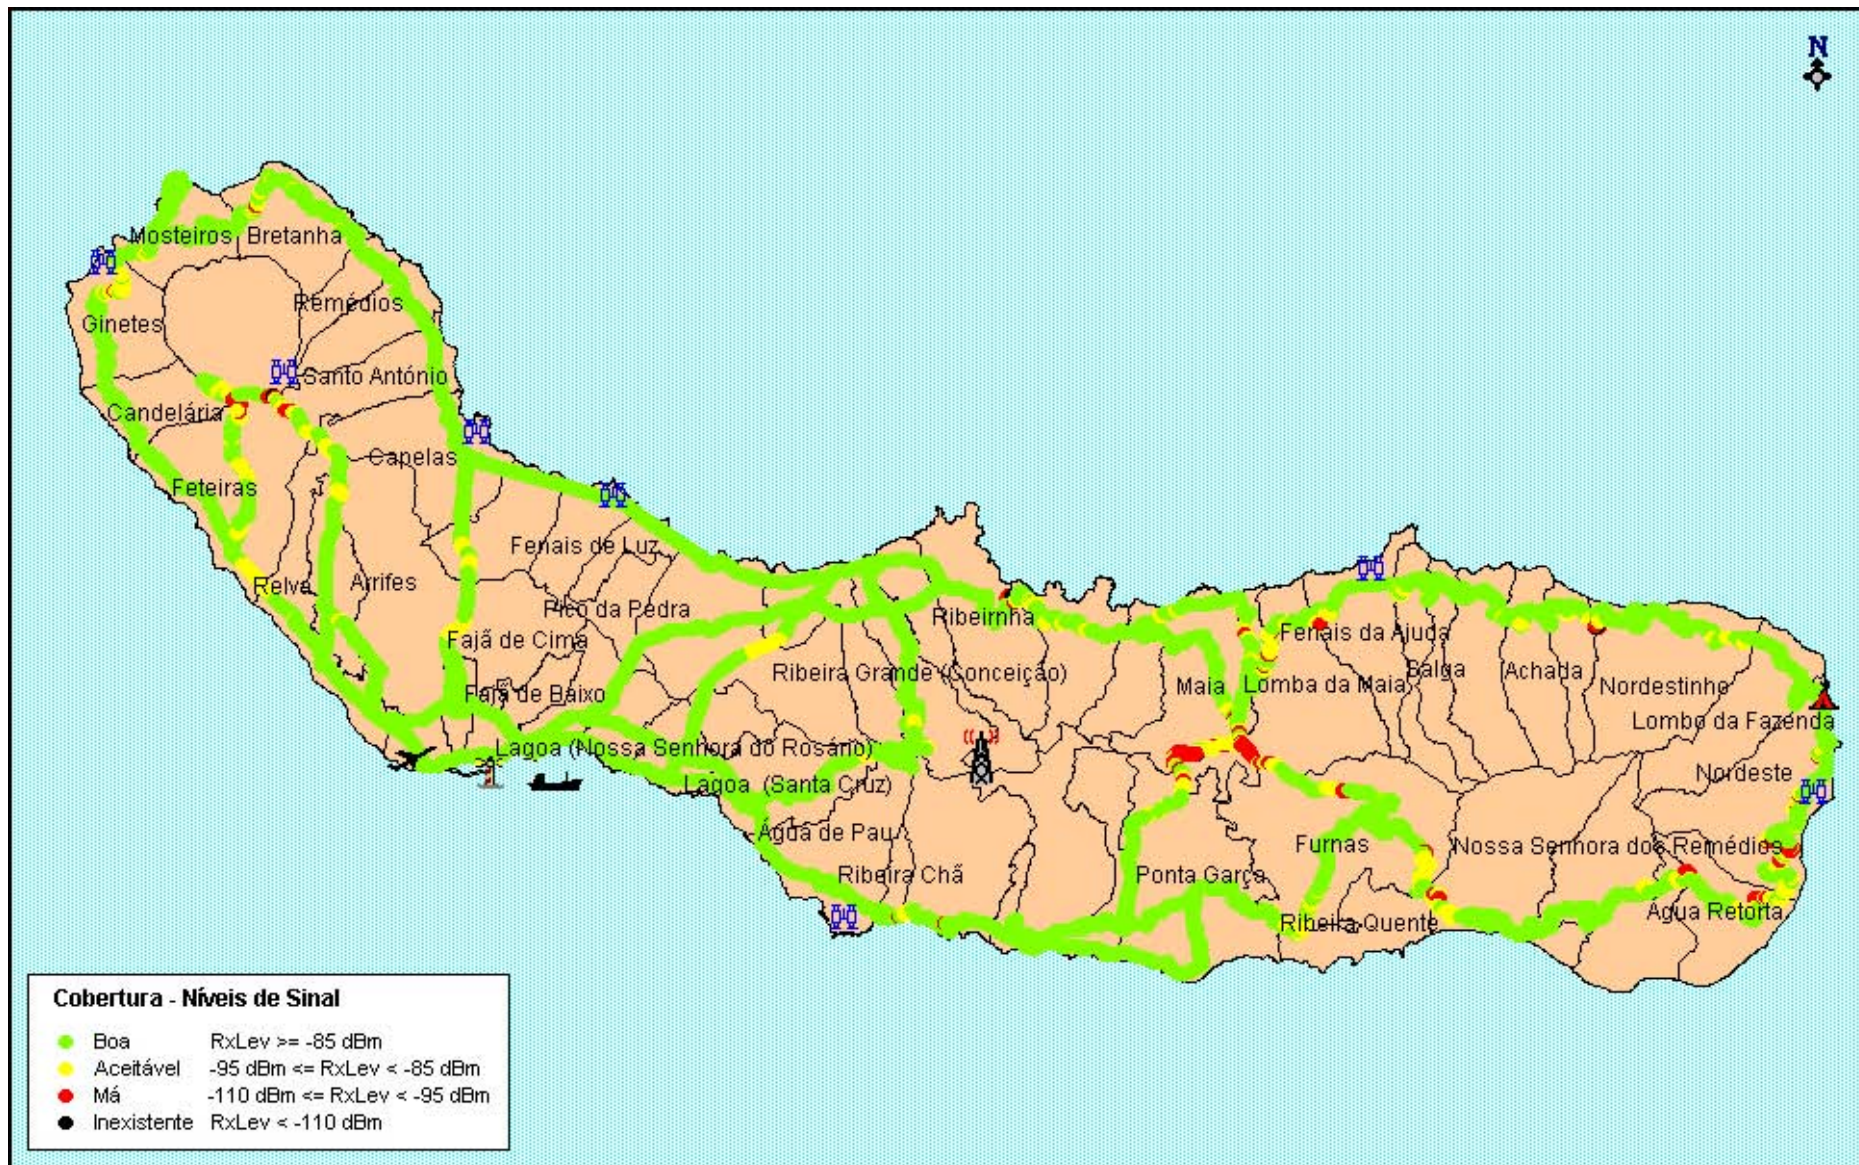 N
Mosteiros
Bretanha
Remédios
Ginetes
Santo António
Candelária
Capelas
Feteiras
Fenais de Luz
Relva
Arrifes
Pico da Pedra
Ribeirnha
Fajã de Cima
Fenais da Ajuda
Ribeira Grande (Conceição)
Salga
Achada
Maia
Lomba da Maia
Nordestinho
Fajã de Baixo
Lombo da Fazenda
Lagoa (Nossa Senhora do Rosário)
Nordeste
Lagoa (Santa Cruz)
Água de Pau
Furnas
Nossa Senhora dos Remédios
Ribeira Chã
Ponta Garça
Água Retorta
Ribeira Quente
Cobertura - Níveis de Sinal
Boa RxLev >= -85 dBm
Aceitável -95 dBm <= RxLev < -85 dBm
Má -110 dBm <= RxLev < -95 dBm
Inexistente RxLev < -110 dBm